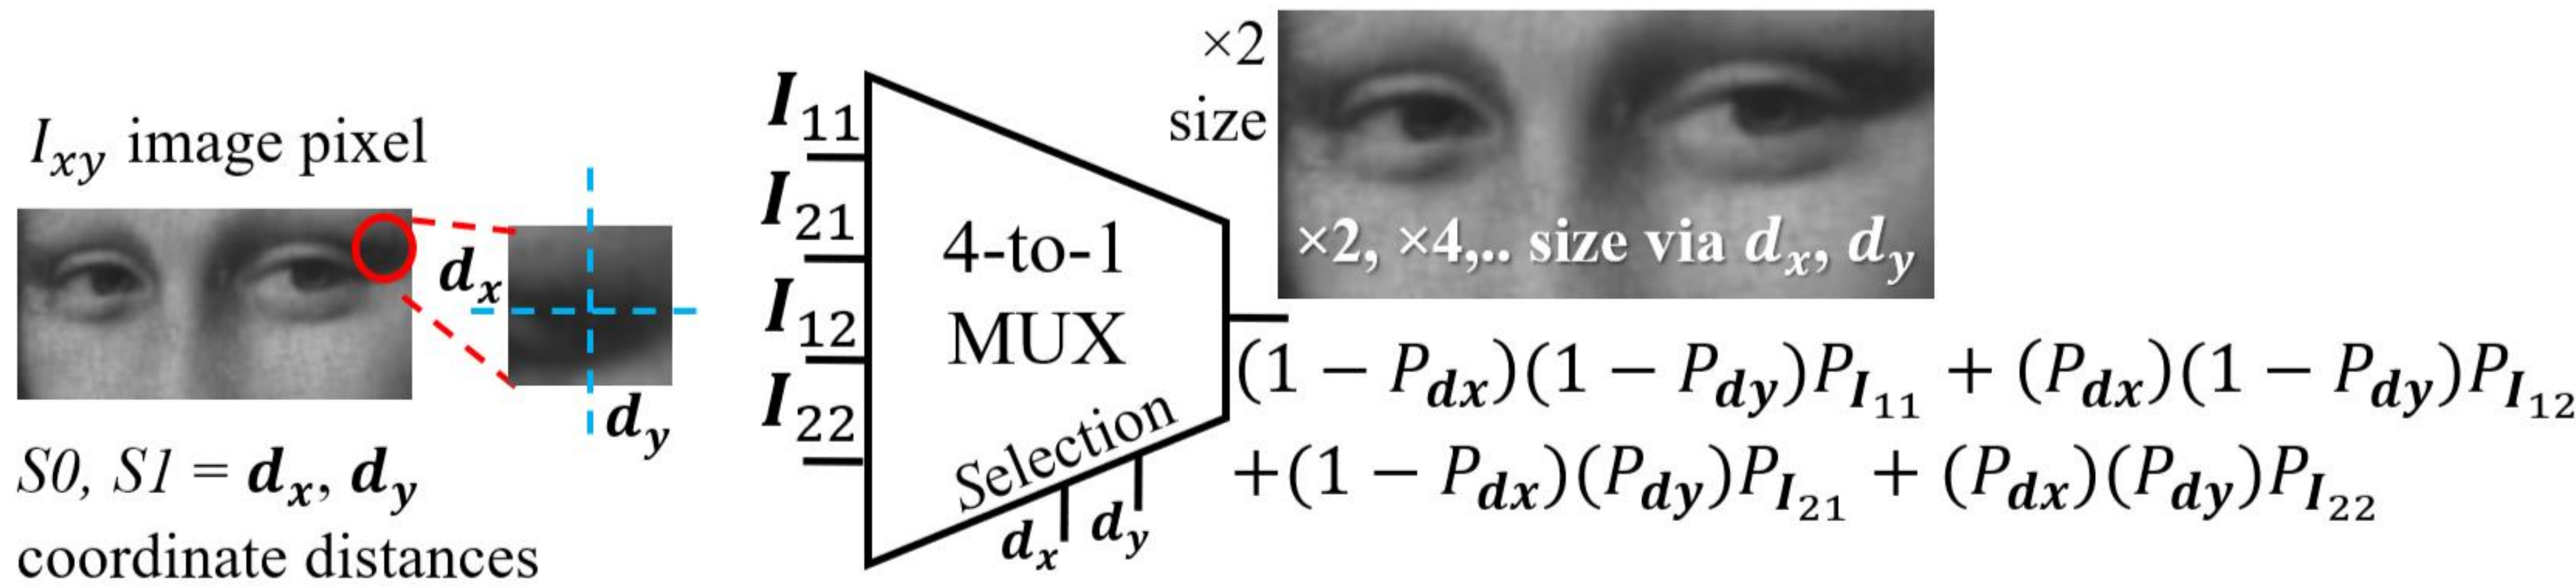 I_{xy} image pixel
d_x
d_y
S0, S1 = d_x, d_y
coordinate distances
I_{11}
I_{21}
I_{12}
I_{22}
4-to-1
MUX
Selection
d_x d_y
×2
size
×2, ×4,.. size via d_x, d_y
(1 − P_{dx})(1 − P_{dy})P_{I_{11}} + (P_{dx})(1 − P_{dy})P_{I_{12}}
+(1 − P_{dx})(P_{dy})P_{I_{21}} + (P_{dx})(P_{dy})P_{I_{22}}